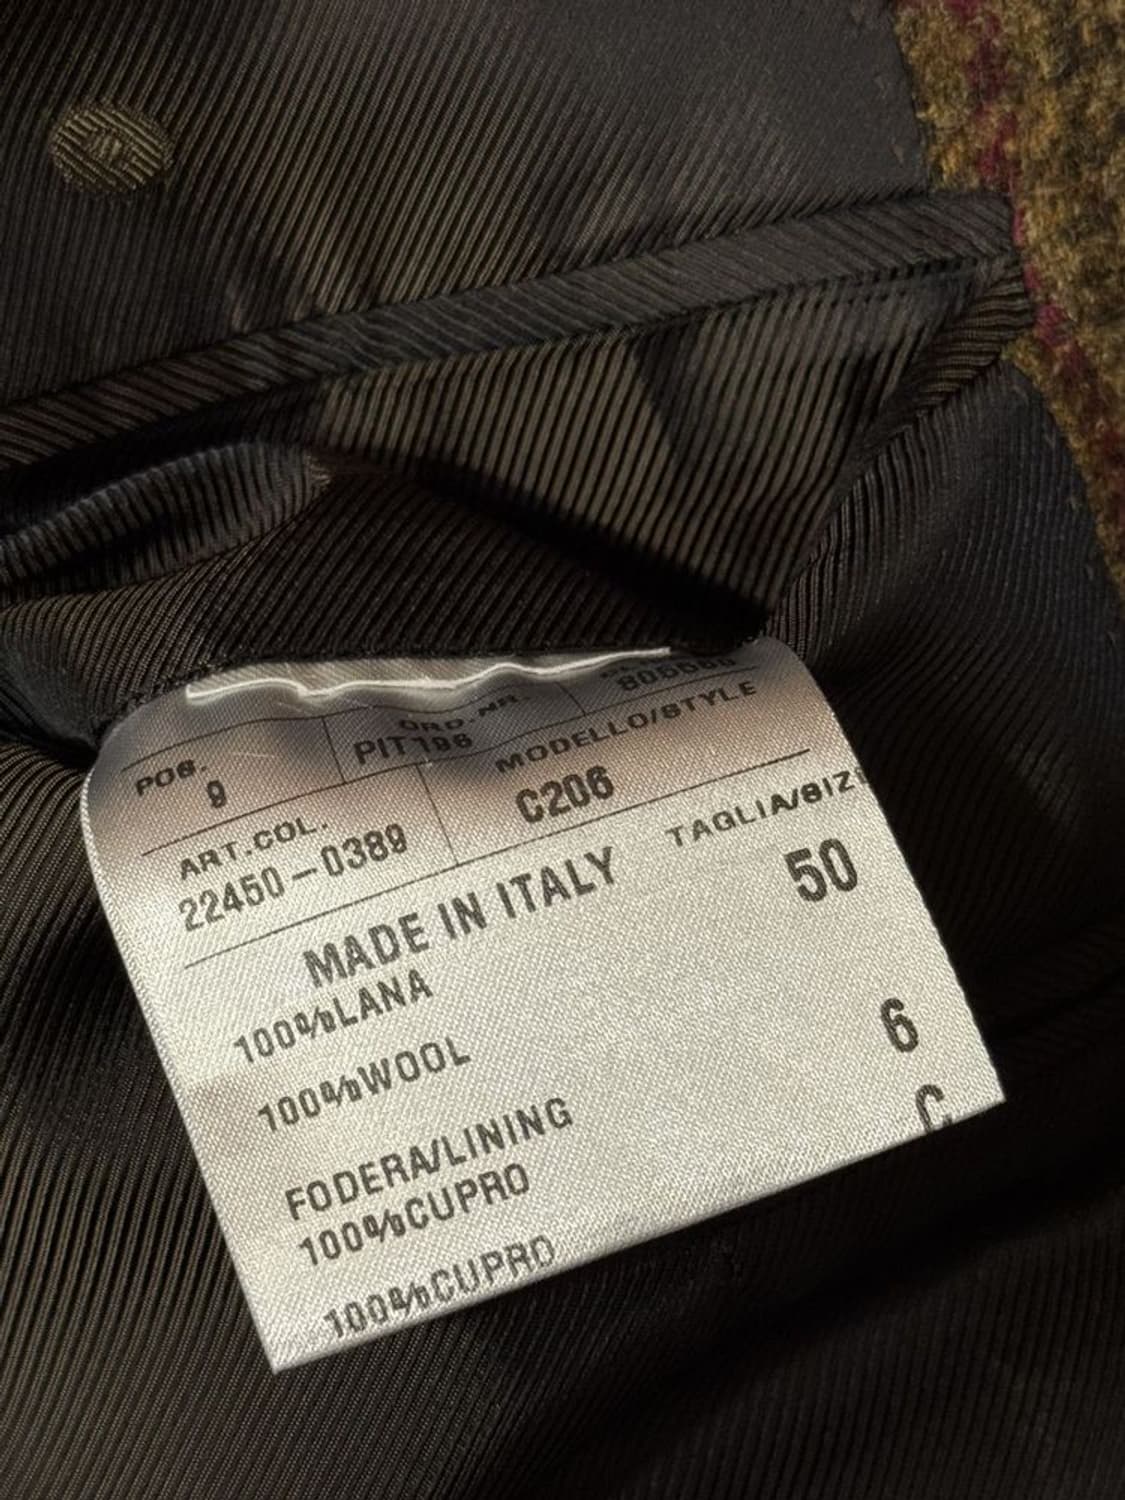 ORD.NR.
POS. 9
PIT196
MODELLO/STYLE
C206
ART.COL.
22450-0389
TAGLIA/SIZE
50
MADE IN ITALY
100%LANA
100%WOOL
6
C
FODERA/LINING
100%CUPRO
100%CUPRO